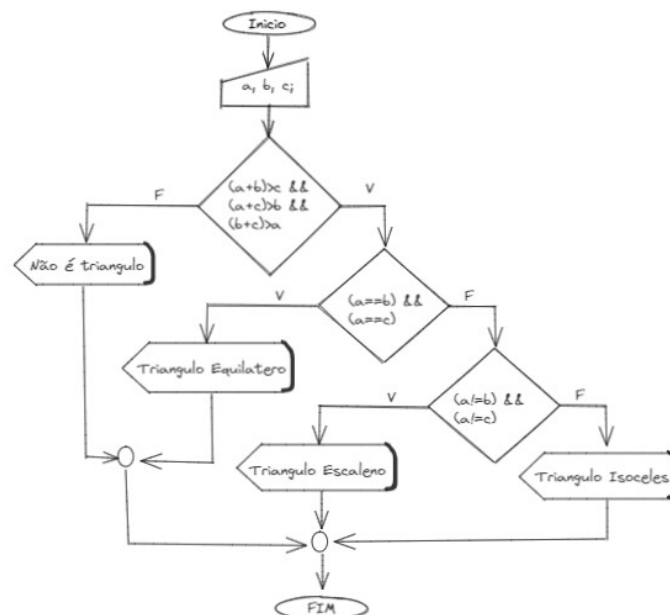 Inicio
a, b, c;
(a+b)>c &&
(a+c)>b &&
(b+c)>a
F
V
Não é triangulo
(a==b) &&
(a==c)
V
F
Triangulo Equilatero
(a!=b) &&
(a!=c)
V
F
Triangulo Escaleno
Triangulo Isoceles
FIM